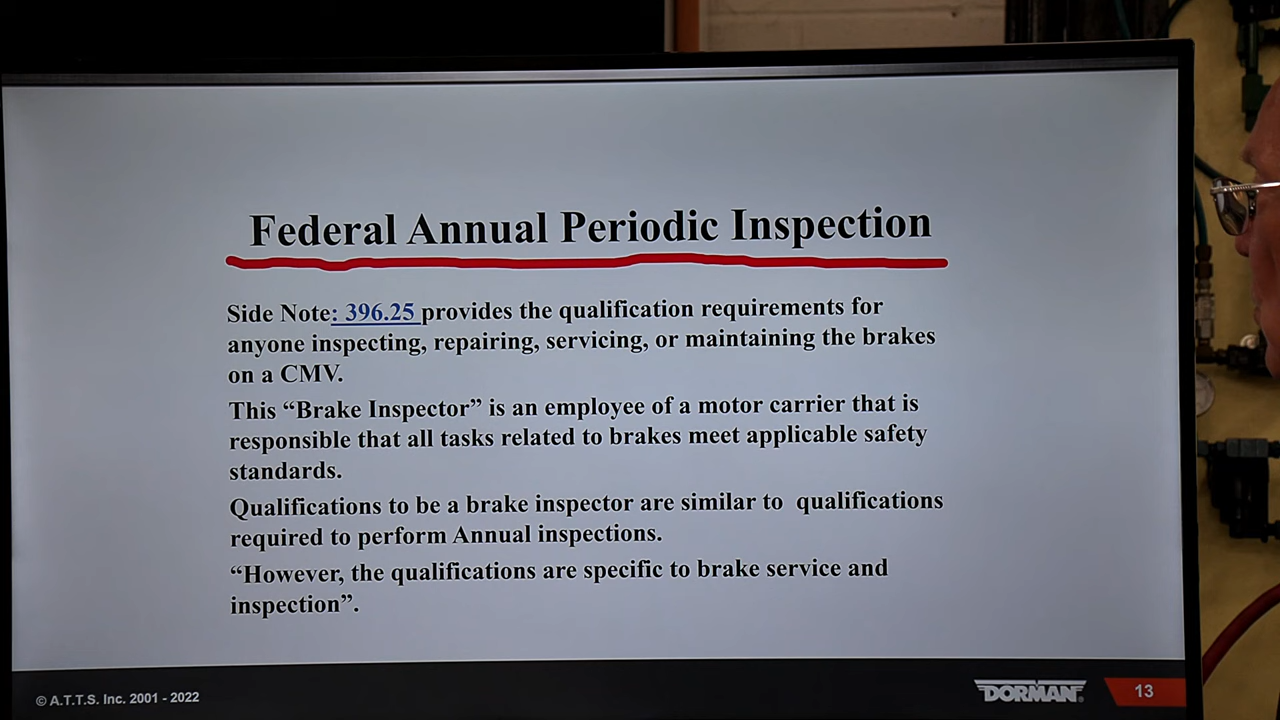 Federal Annual Periodic Inspection
Side Note: 396.25 provides the qualification requirements for
anyone inspecting, repairing, servicing, or maintaining the brakes
on a CMV.
This “Brake Inspector” is an employee of a motor carrier that is
responsible that all tasks related to brakes meet applicable safety
standards.
Qualifications to be a brake inspector are similar to  qualifications
required to perform Annual inspections.
“However, the qualifications are specific to brake service and
inspection”.
© A.T.T.S. Inc. 2001 - 2022
DORMAN
13